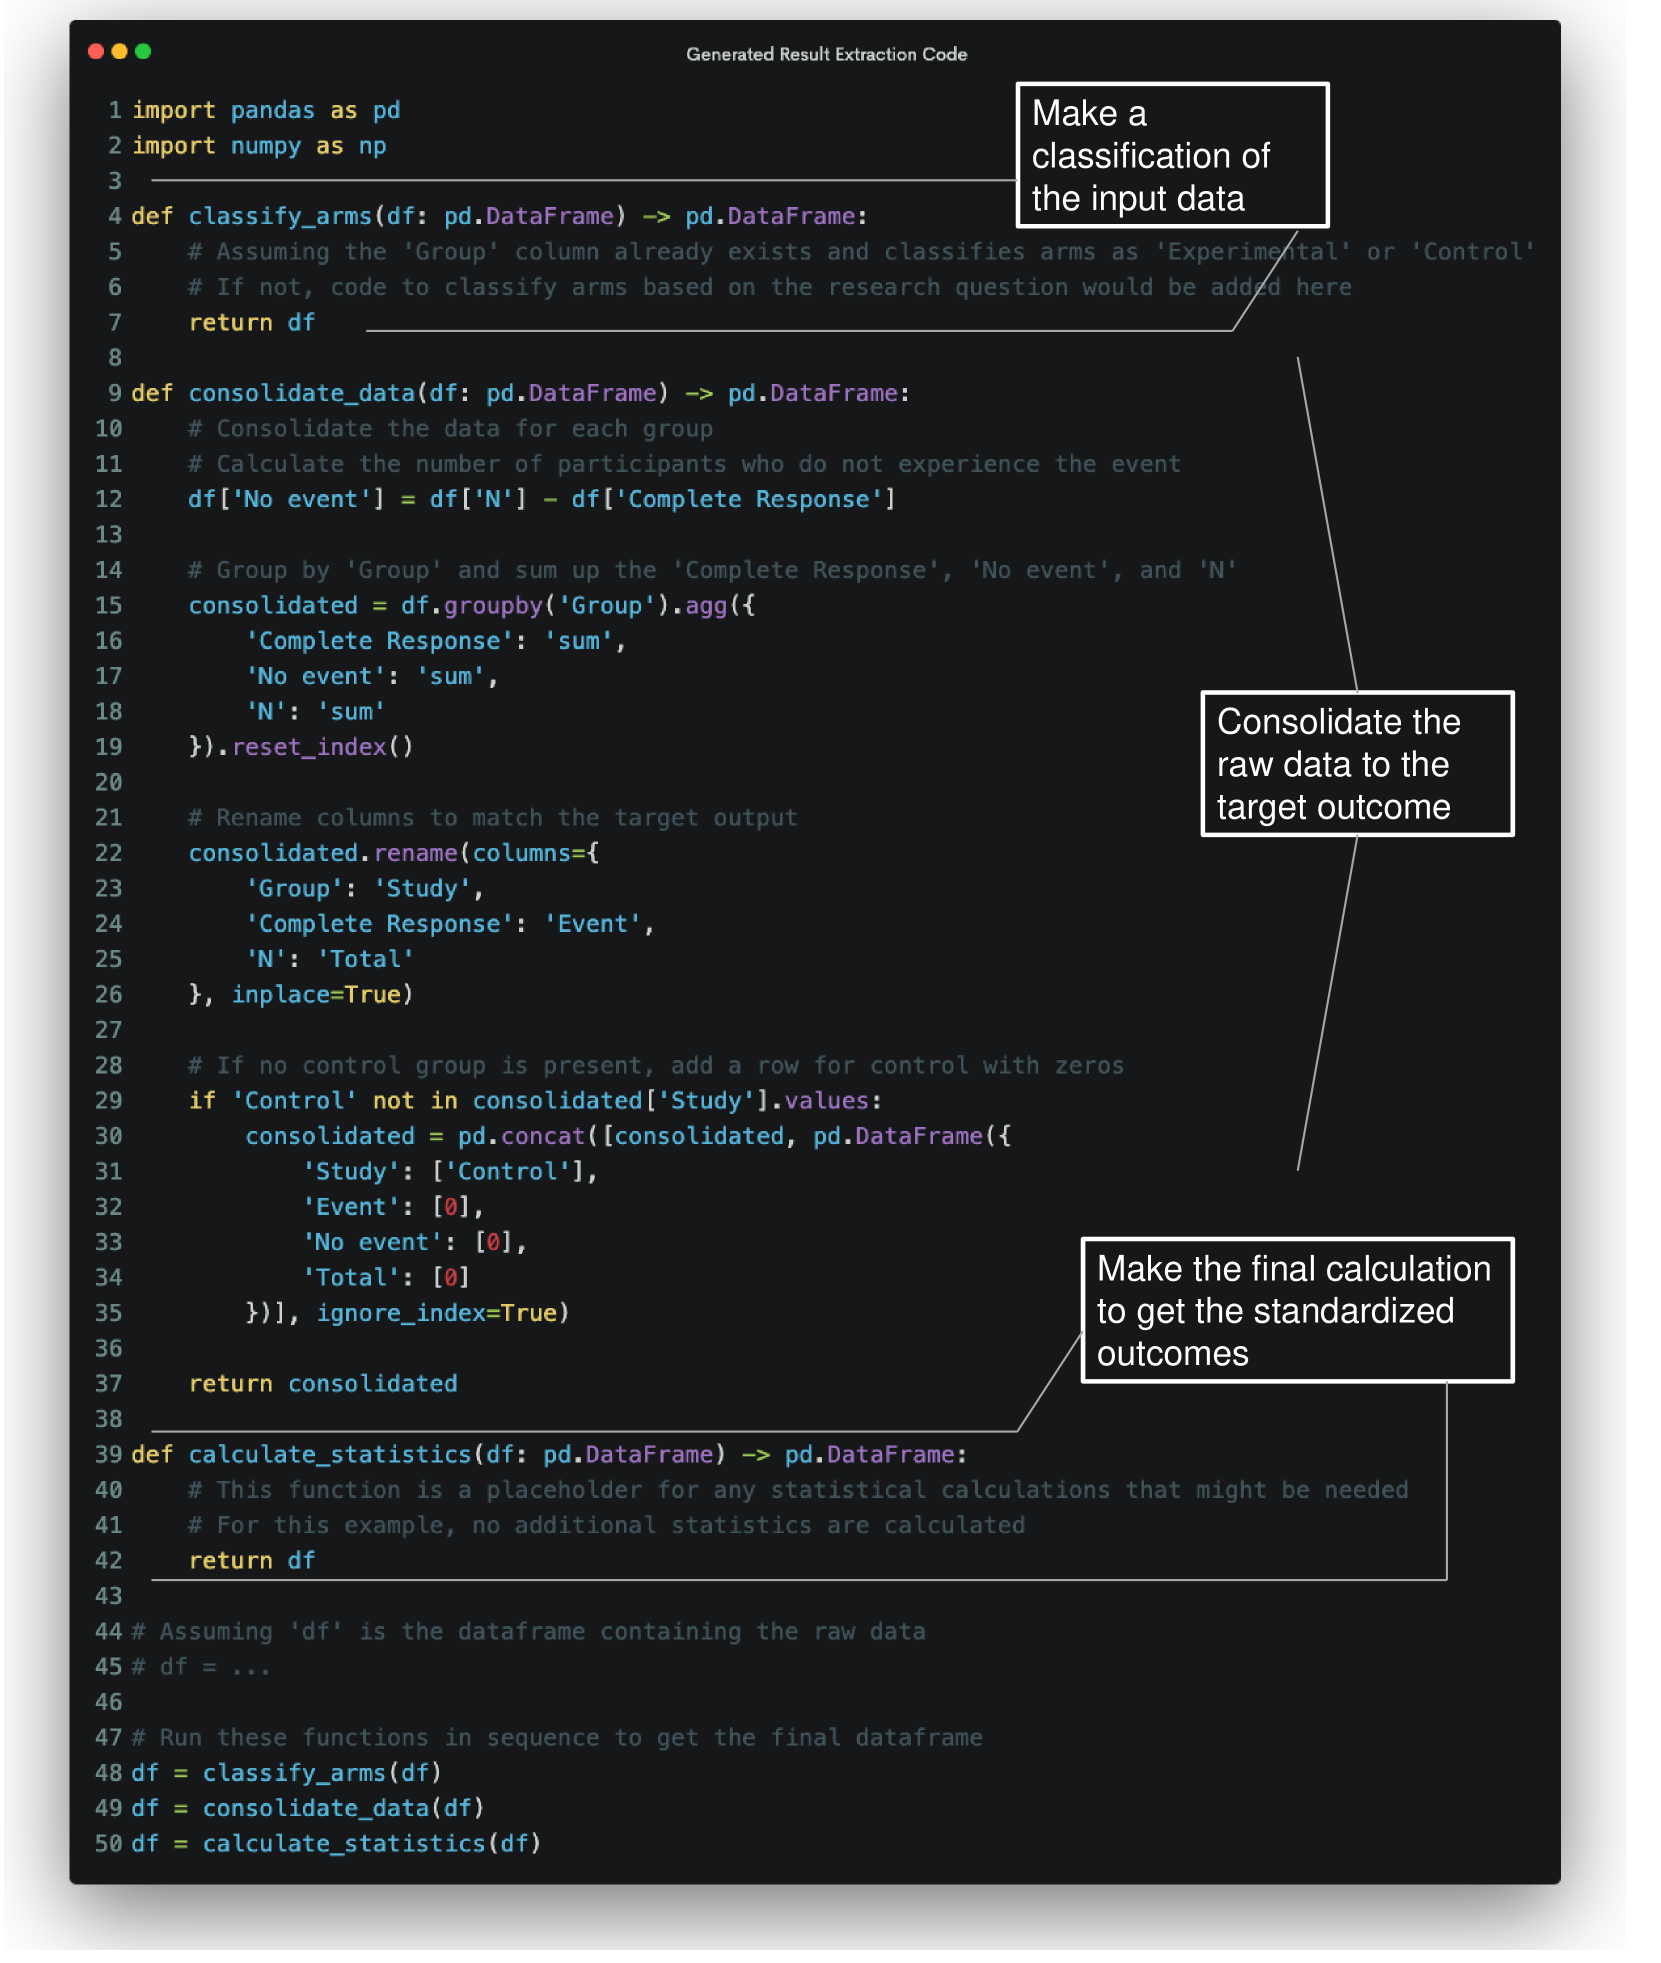 Generated Result Extraction Code
1 import pandas as pd
2 import numpy as np
3
4 def classify_arms(df: pd.DataFrame) -> pd.DataFrame:
5     # Assuming the 'Group' column already exists and classifies arms as 'Experimental' or 'Control'
6     # If not, code to classify arms based on the research question would be added here
7     return df
8
9 def consolidate_data(df: pd.DataFrame) -> pd.DataFrame:
10     # Consolidate the data for each group
11     # Calculate the number of participants who do not experience the event
12     df['No event'] = df['N'] - df['Complete Response']
13
14     # Group by 'Group' and sum up the 'Complete Response', 'No event', and 'N'
15     consolidated = df.groupby('Group').agg({
16         'Complete Response': 'sum',
17         'No event': 'sum',
18         'N': 'sum'
19     }).reset_index()
20
21     # Rename columns to match the target output
22     consolidated.rename(columns={
23         'Group': 'Study',
24         'Complete Response': 'Event',
25         'N': 'Total'
26     }, inplace=True)
27
28     # If no control group is present, add a row for control with zeros
29     if 'Control' not in consolidated['Study'].values:
30         consolidated = pd.concat([consolidated, pd.DataFrame({
31             'Study': ['Control'],
32             'Event': [0],
33             'No event': [0],
34             'Total': [0]
35         })], ignore_index=True)
36
37     return consolidated
38
39 def calculate_statistics(df: pd.DataFrame) -> pd.DataFrame:
40     # This function is a placeholder for any statistical calculations that might be needed
41     # For this example, no additional statistics are calculated
42     return df
43
44 # Assuming 'df' is the dataframe containing the raw data
45 # df = ...
46
47 # Run these functions in sequence to get the final dataframe
48 df = classify_arms(df)
49 df = consolidate_data(df)
50 df = calculate_statistics(df)
Make a
classification of
the input data
Consolidate the
raw data to the
target outcome
Make the final calculation
to get the standardized
outcomes